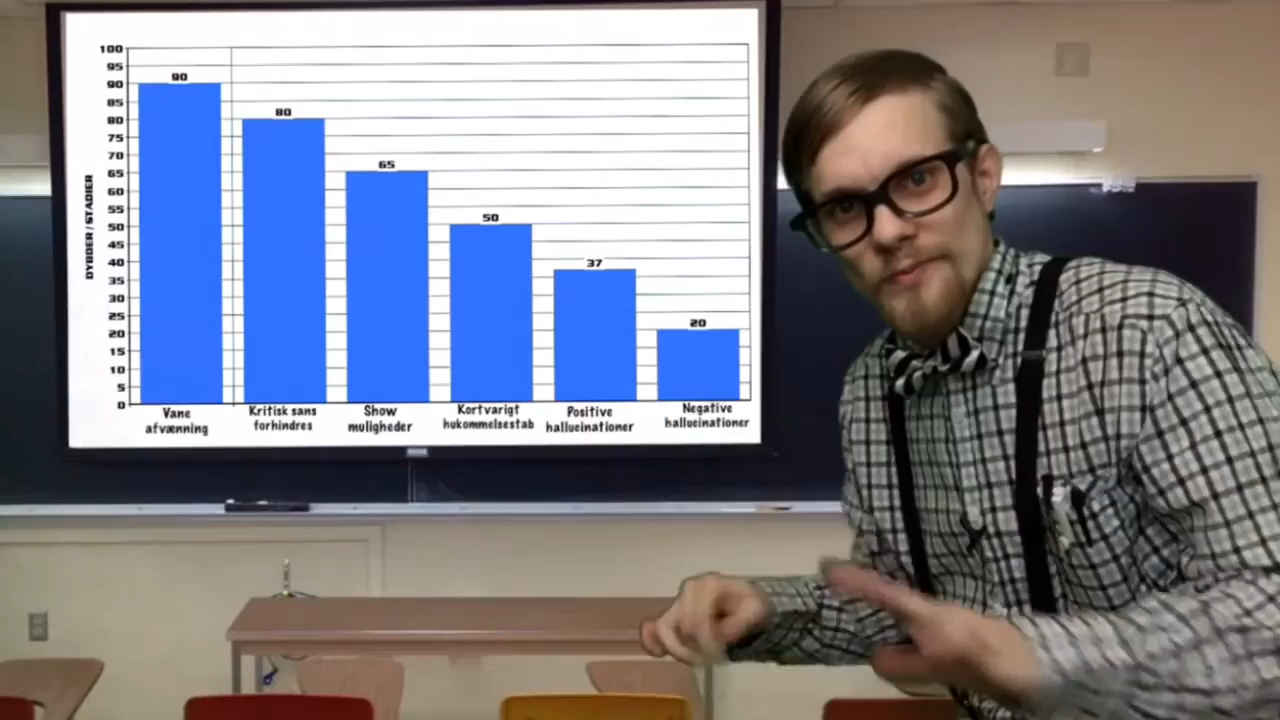 DYBDER / STADIER
100
95
90
85
80
75
70
65
60
55
50
45
40
35
30
25
20
15
10
5
0
90
80
65
50
37
20
Vane
afvænning
Kritisk sans
forhindres
Show
muligheder
Kortvarigt
hukommelsestab
Positive
hallucinationer
Negative
hallucinationer